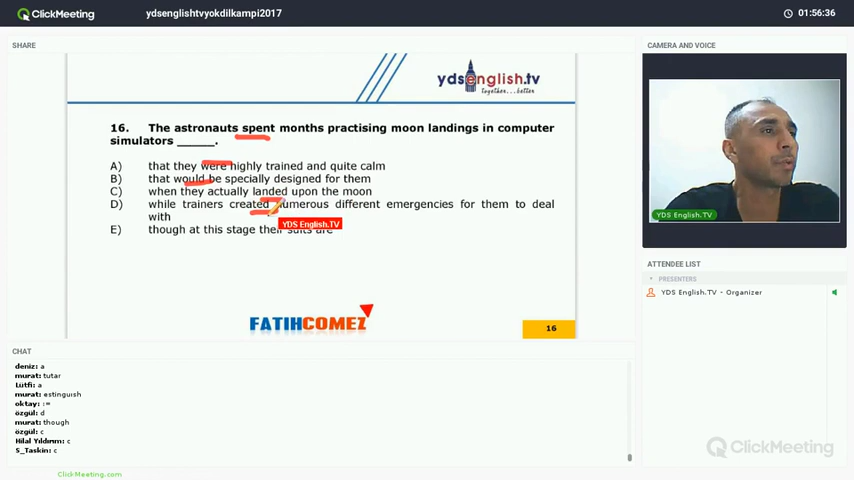 ClickMeeting
ydsenglishtvyokdilkampi2017
01:56:36
SHARE
CAMERA AND VOICE
ydsenglish.tv
together...better
16. The astronauts spent months practising moon landings in computer
simulators _____.
A) that they were highly trained and quite calm
B) that would be specially designed for them
C) when they actually landed upon the moon
D) while trainers created numerous different emergencies for them to deal
with
E) though at this stage their suits are
YDS English.TV
FATIHCOMEZ
16
YDS English.TV
ATTENDEE LIST
PRESENTERS
YDS English.TV - Organizer
CHAT
deniz: a
murat: tutar
Lütfi: a
murat: estinguish
oktay: :=
özgül: d
murat: though
özgül: c
Hilal Yıldırım: c
S_Taskin: c
ClickMeeting
ClickMeeting.com